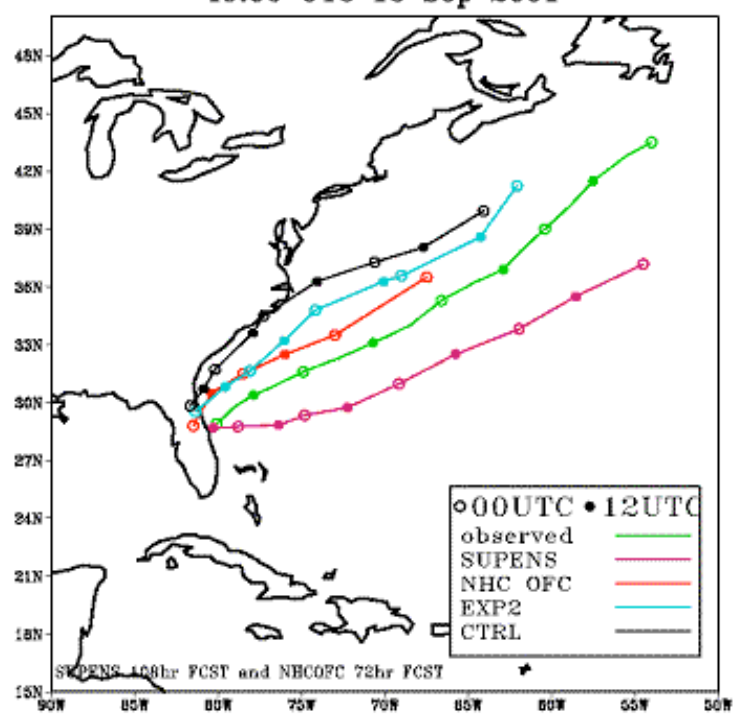 48N
45N
42N
39N
36N
33N
30N
27N
24N
21N
18N
15N
○00UTC ●12UTC
observed
SUPENS
NHC OFC
EXP2
CTRL
SUPENS 108hr FCST and NHCOFC 72hr FCST
90W 85W 80W 75W 70W 65W 60W 55W 50W